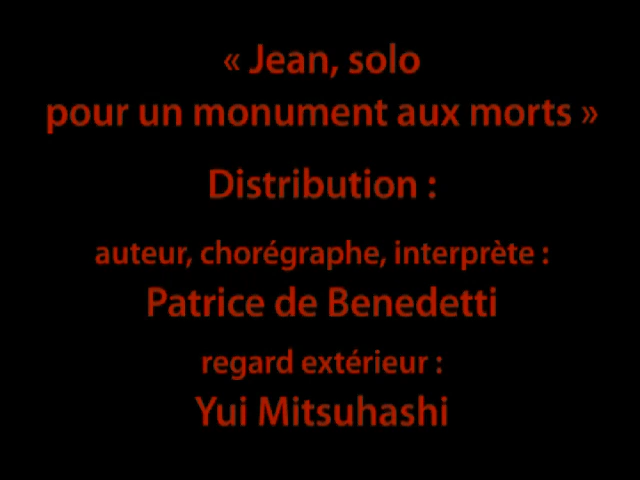 « Jean, solo
pour un monument aux morts »
Distribution :
auteur, chorégraphe, interprète :
Patrice de Benedetti
regard extérieur :
Yui Mitsuhashi